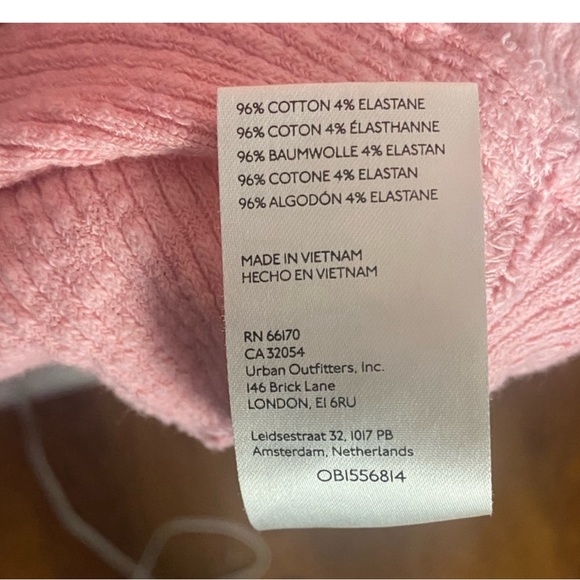 96% COTTON 4% ELASTANE
96% COTON 4% ÉLASTHANNE
96% BAUMWOLLE 4% ELASTAN
96% COTONE 4% ELASTAN
96% ALGODÓN 4% ELASTANE
MADE IN VIETNAM
HECHO EN VIETNAM
RN 66170
CA 32054
Urban Outfitters, Inc.
146 Brick Lane
LONDON, E1 6RU
Leidsestraat 32, 1017 PB
Amsterdam, Netherlands
OB1556814